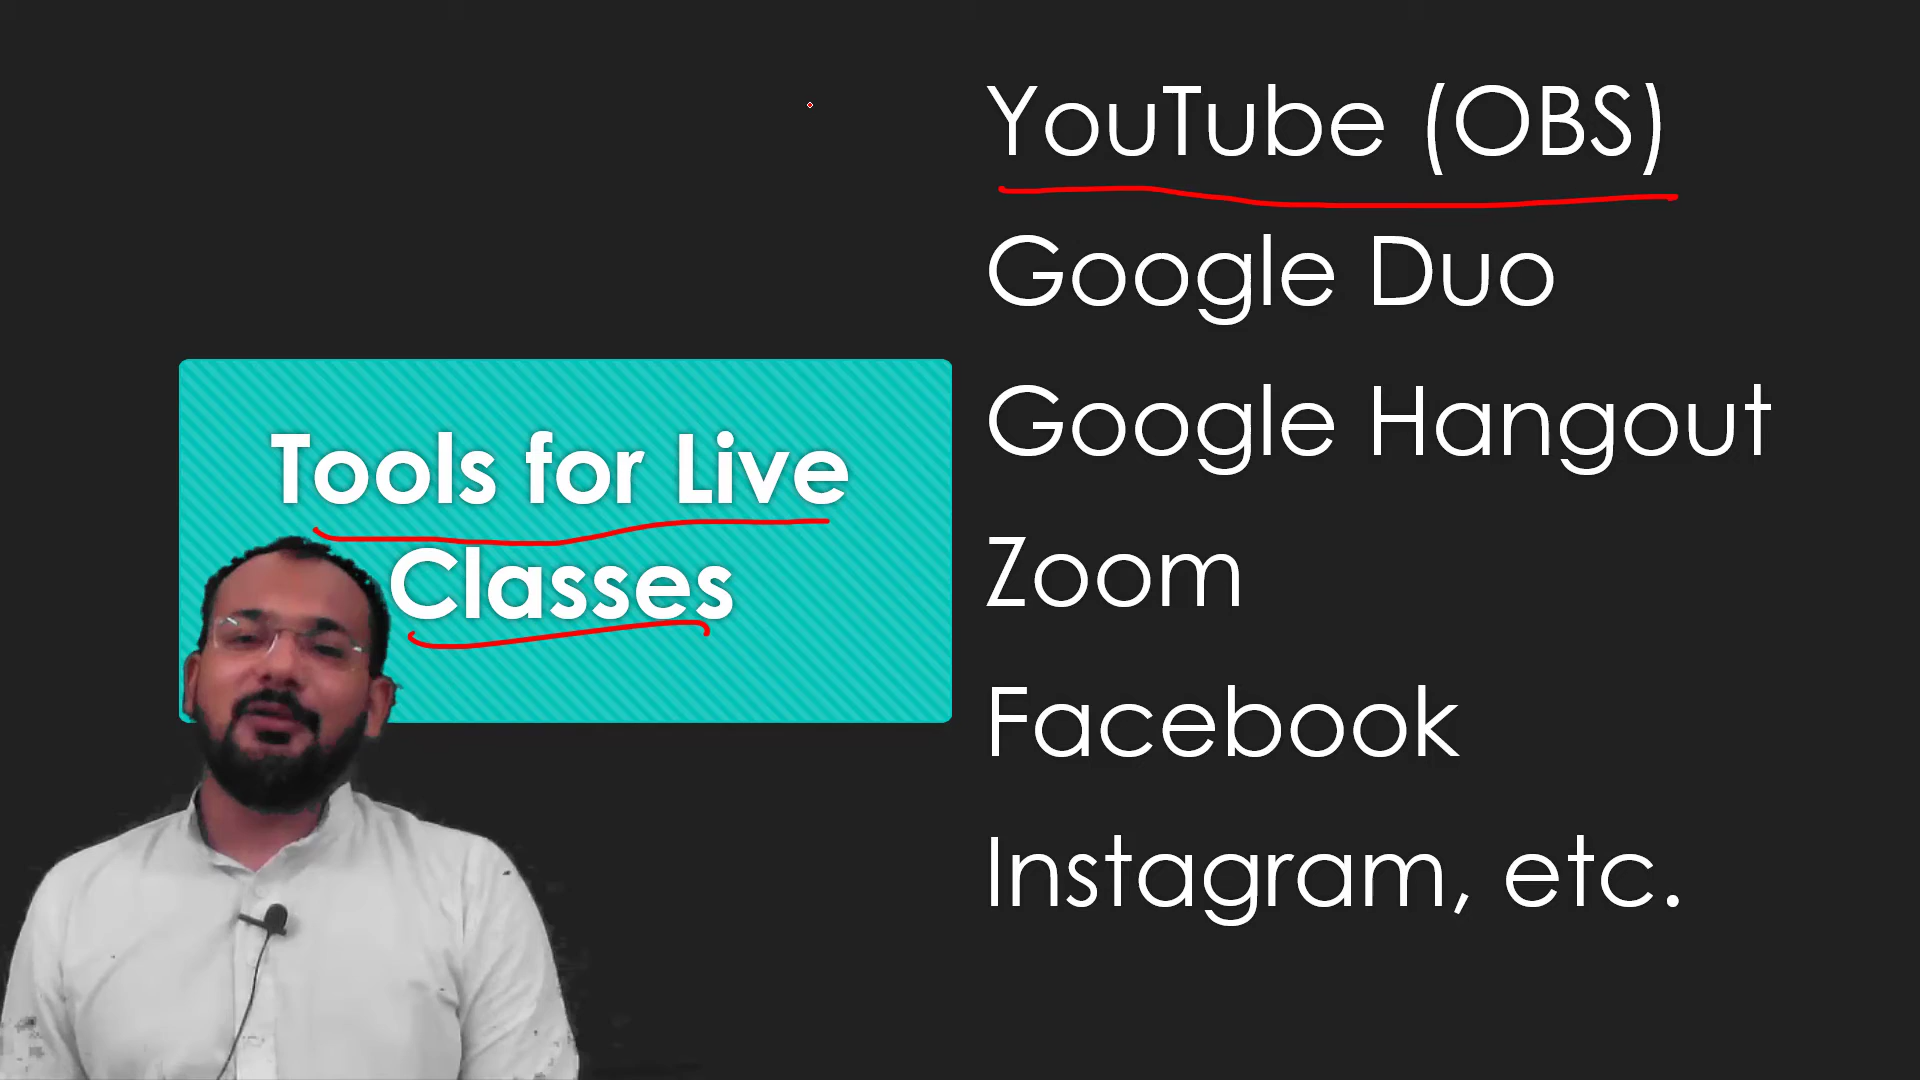 Tools for Live
Classes
YouTube (OBS)
Google Duo
Google Hangout
Zoom
Facebook
Instagram, etc.